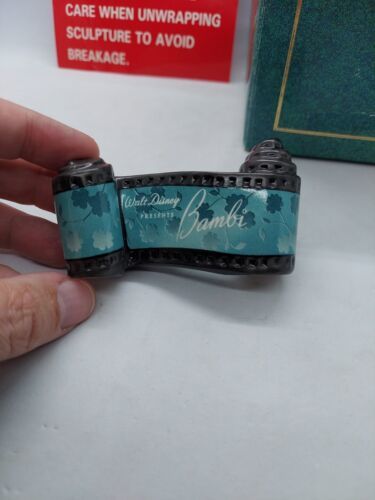 CARE WHEN UNWRAPPING
SCULPTURE TO AVOID
BREAKAGE.
Walt Disney
PRESENTS
Bambi